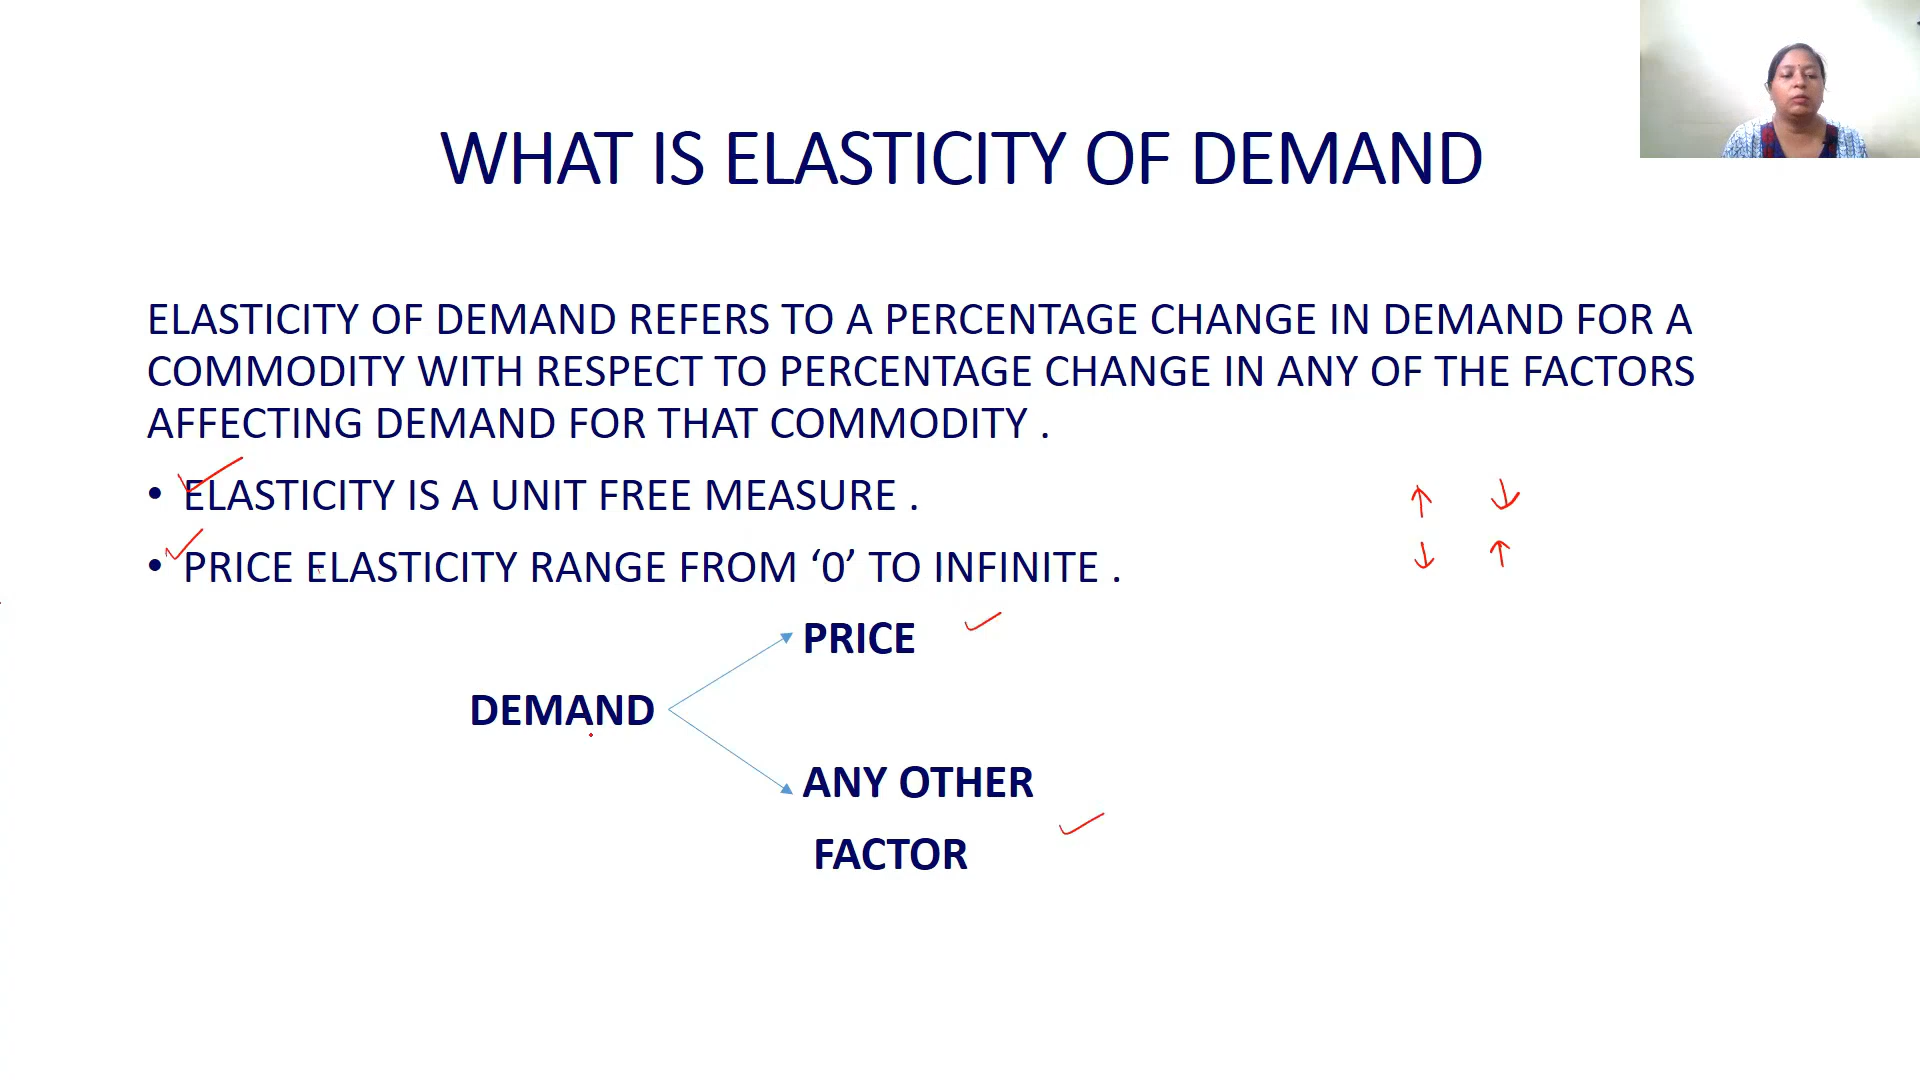 WHAT IS ELASTICITY OF DEMAND
ELASTICITY OF DEMAND REFERS TO A PERCENTAGE CHANGE IN DEMAND FOR A
COMMODITY WITH RESPECT TO PERCENTAGE CHANGE IN ANY OF THE FACTORS
AFFECTING DEMAND FOR THAT COMMODITY .
• ELASTICITY IS A UNIT FREE MEASURE .
• PRICE ELASTICITY RANGE FROM ‘0’ TO INFINITE .
PRICE
DEMAND
ANY OTHER
FACTOR